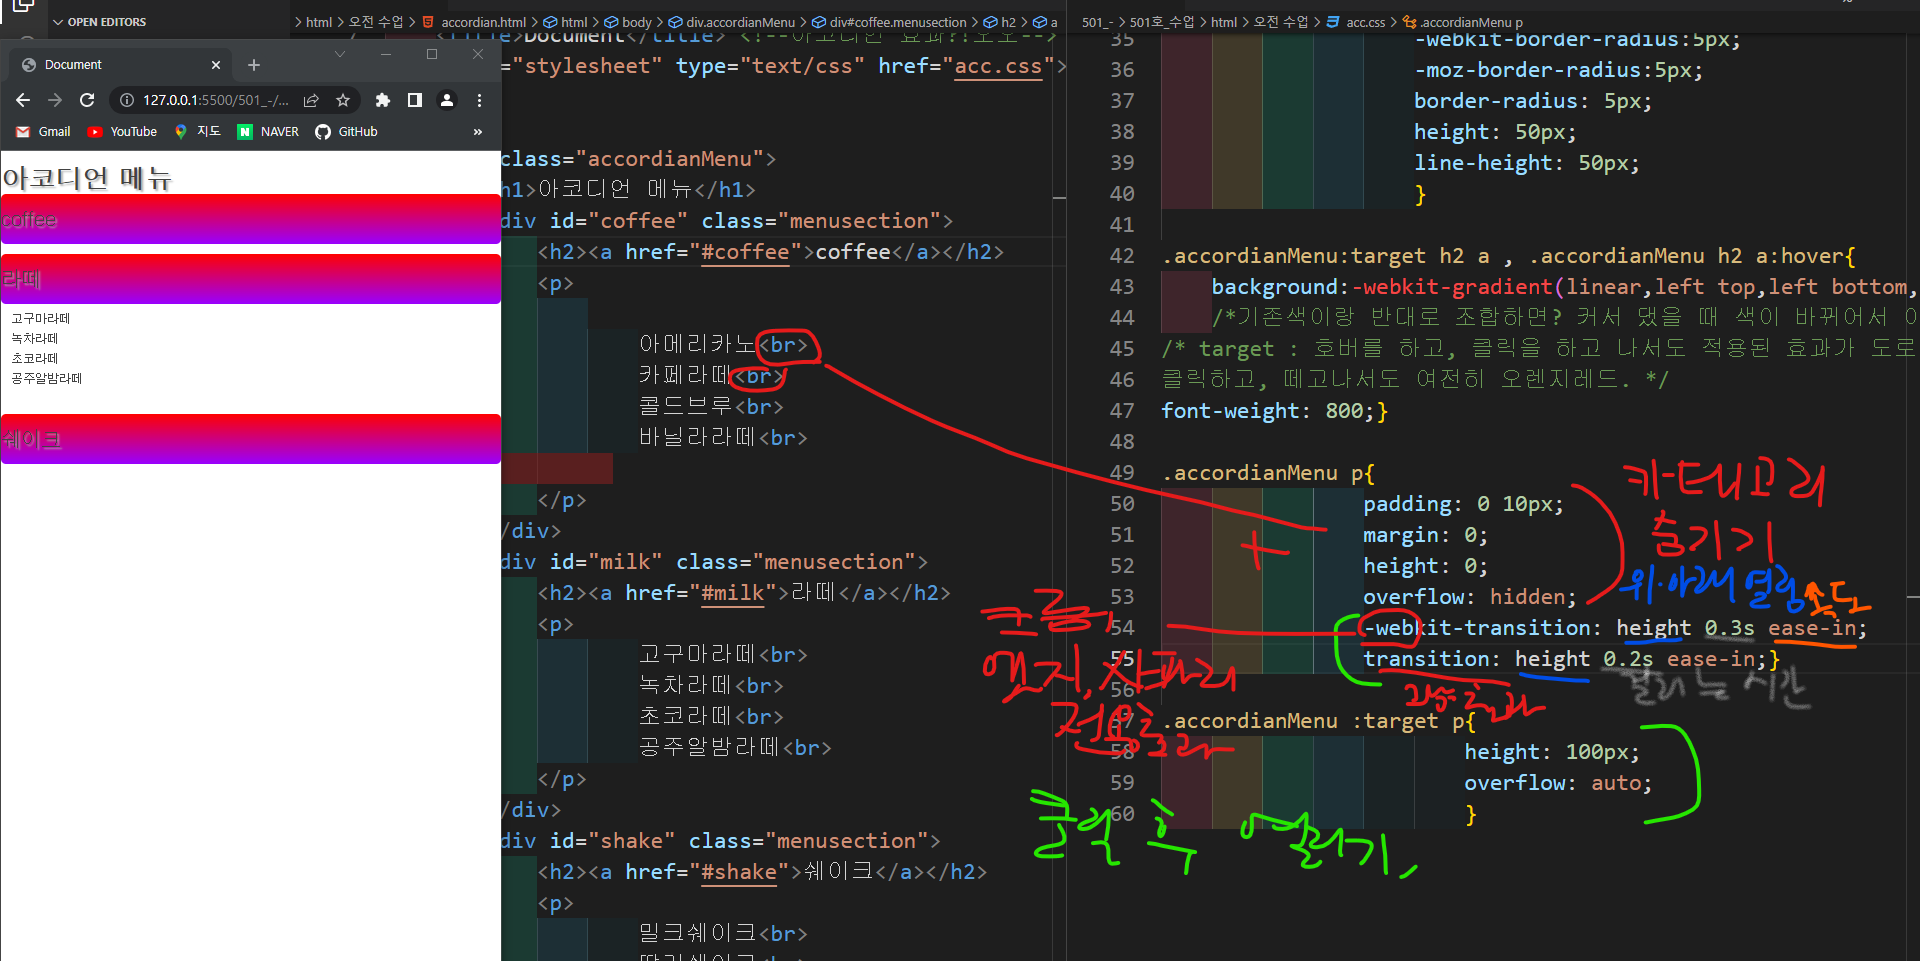 OPEN EDITORS
html > 오전 수업 > accordian.html > html > body > div.accordianMenu > div#coffee.menusection > h2 > a
501_- > 501호_수업 > html > 오전 수업 > acc.css > .accordianMenu p
Document
127.0.0.1:5500/501_-/...
Gmail YouTube 지도 NAVER GitHub »
아코디언 메뉴
coffee
라떼
고구마라떼
녹차라떼
초코라떼
공주알밤라떼
쉐이크
<title>Document</title> <!--아코디언 효과?!오오-->
="stylesheet" type="text/css" href="acc.css">
class="accordianMenu">
h1>아코디언 메뉴</h1>
div id="coffee" class="menusection">
<h2><a href="#coffee">coffee</a></h2>
<p>
아메리카노<br>
카페라떼<br>
콜드브루<br>
바닐라라떼<br>
</p>
/div>
div id="milk" class="menusection">
<h2><a href="#milk">라떼</a></h2>
<p>
고구마라떼<br>
녹차라떼<br>
초코라떼<br>
공주알밤라떼<br>
</p>
/div>
div id="shake" class="menusection">
<h2><a href="#shake">쉐이크</a></h2>
<p>
밀크쉐이크<br>
35 -webkit-border-radius:5px;
36 -moz-border-radius:5px;
37 border-radius: 5px;
38 height: 50px;
39 line-height: 50px;
40 }
41
42 .accordianMenu:target h2 a , .accordianMenu h2 a:hover{
43 background:-webkit-gradient(linear,left top,left bottom,
44 /*기존색이랑 반대로 조합하면? 커서 댔을 때 색이 바뀌어서 이
45 /* target : 호버를 하고, 클릭을 하고 나서도 적용된 효과가 도로
46 클릭하고, 떼고나서도 여전히 오렌지레드. */
47 font-weight: 800;}
48
49 .accordianMenu p{
50 padding: 0 10px;
51 margin: 0;
52 height: 0;
53 overflow: hidden;
54 -webkit-transition: height 0.3s ease-in;
55 transition: height 0.2s ease-in;}
56
57 .accordianMenu :target p{
58 height: 100px;
59 overflow: auto;
60 }
카테고리
숨기기
위·아래 열림
속도
+
크롬,
엣지,사파리
적용해라
걸리는 시간
클릭 후 열리기,